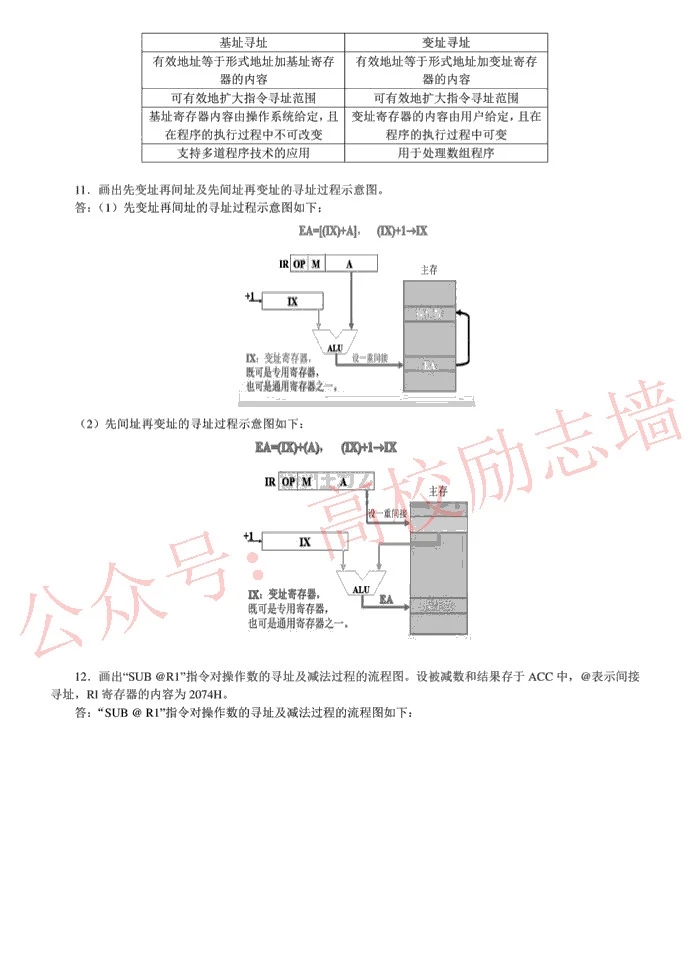 基址寻址 变址寻址
有效地址等于形式地址加基址寄存 有效地址等于形式地址加变址寄存
器的内容 器的内容
可有效地扩大指令寻址范围 可有效地扩大指令寻址范围
基址寄存器内容由操作系统给定，且 变址寄存器的内容由用户给定，且在
在程序的执行过程中不可改变 程序的执行过程中可变
支持多道程序技术的应用 用于处理数组程序
11．画出先变址再间址及先间址再变址的寻址过程示意图。
答：（1）先变址再间址的寻址过程示意图如下：
EA=[(IX)+A]， (IX)+1→IX
IR OP M A
主存
+1 IX
ALU
设一重间接
EA
IX：变址寄存器，
既可是专用寄存器，
也可是通用寄存器之一。
（2）先间址再变址的寻址过程示意图如下：
EA=(IX)+(A)， (IX)+1→IX
IR OP M A
主存
设一重间接
+1 IX
ALU
EA
操作数
IX：变址寄存器，
既可是专用寄存器，
也可是通用寄存器之一。
12．画出“SUB @R1”指令对操作数的寻址及减法过程的流程图。设被减数和结果存于 ACC 中，@表示间接
寻址，RI 寄存器的内容为 2074H。
答：“SUB @ R1”指令对操作数的寻址及减法过程的流程图如下：
公众号：高校励志墙